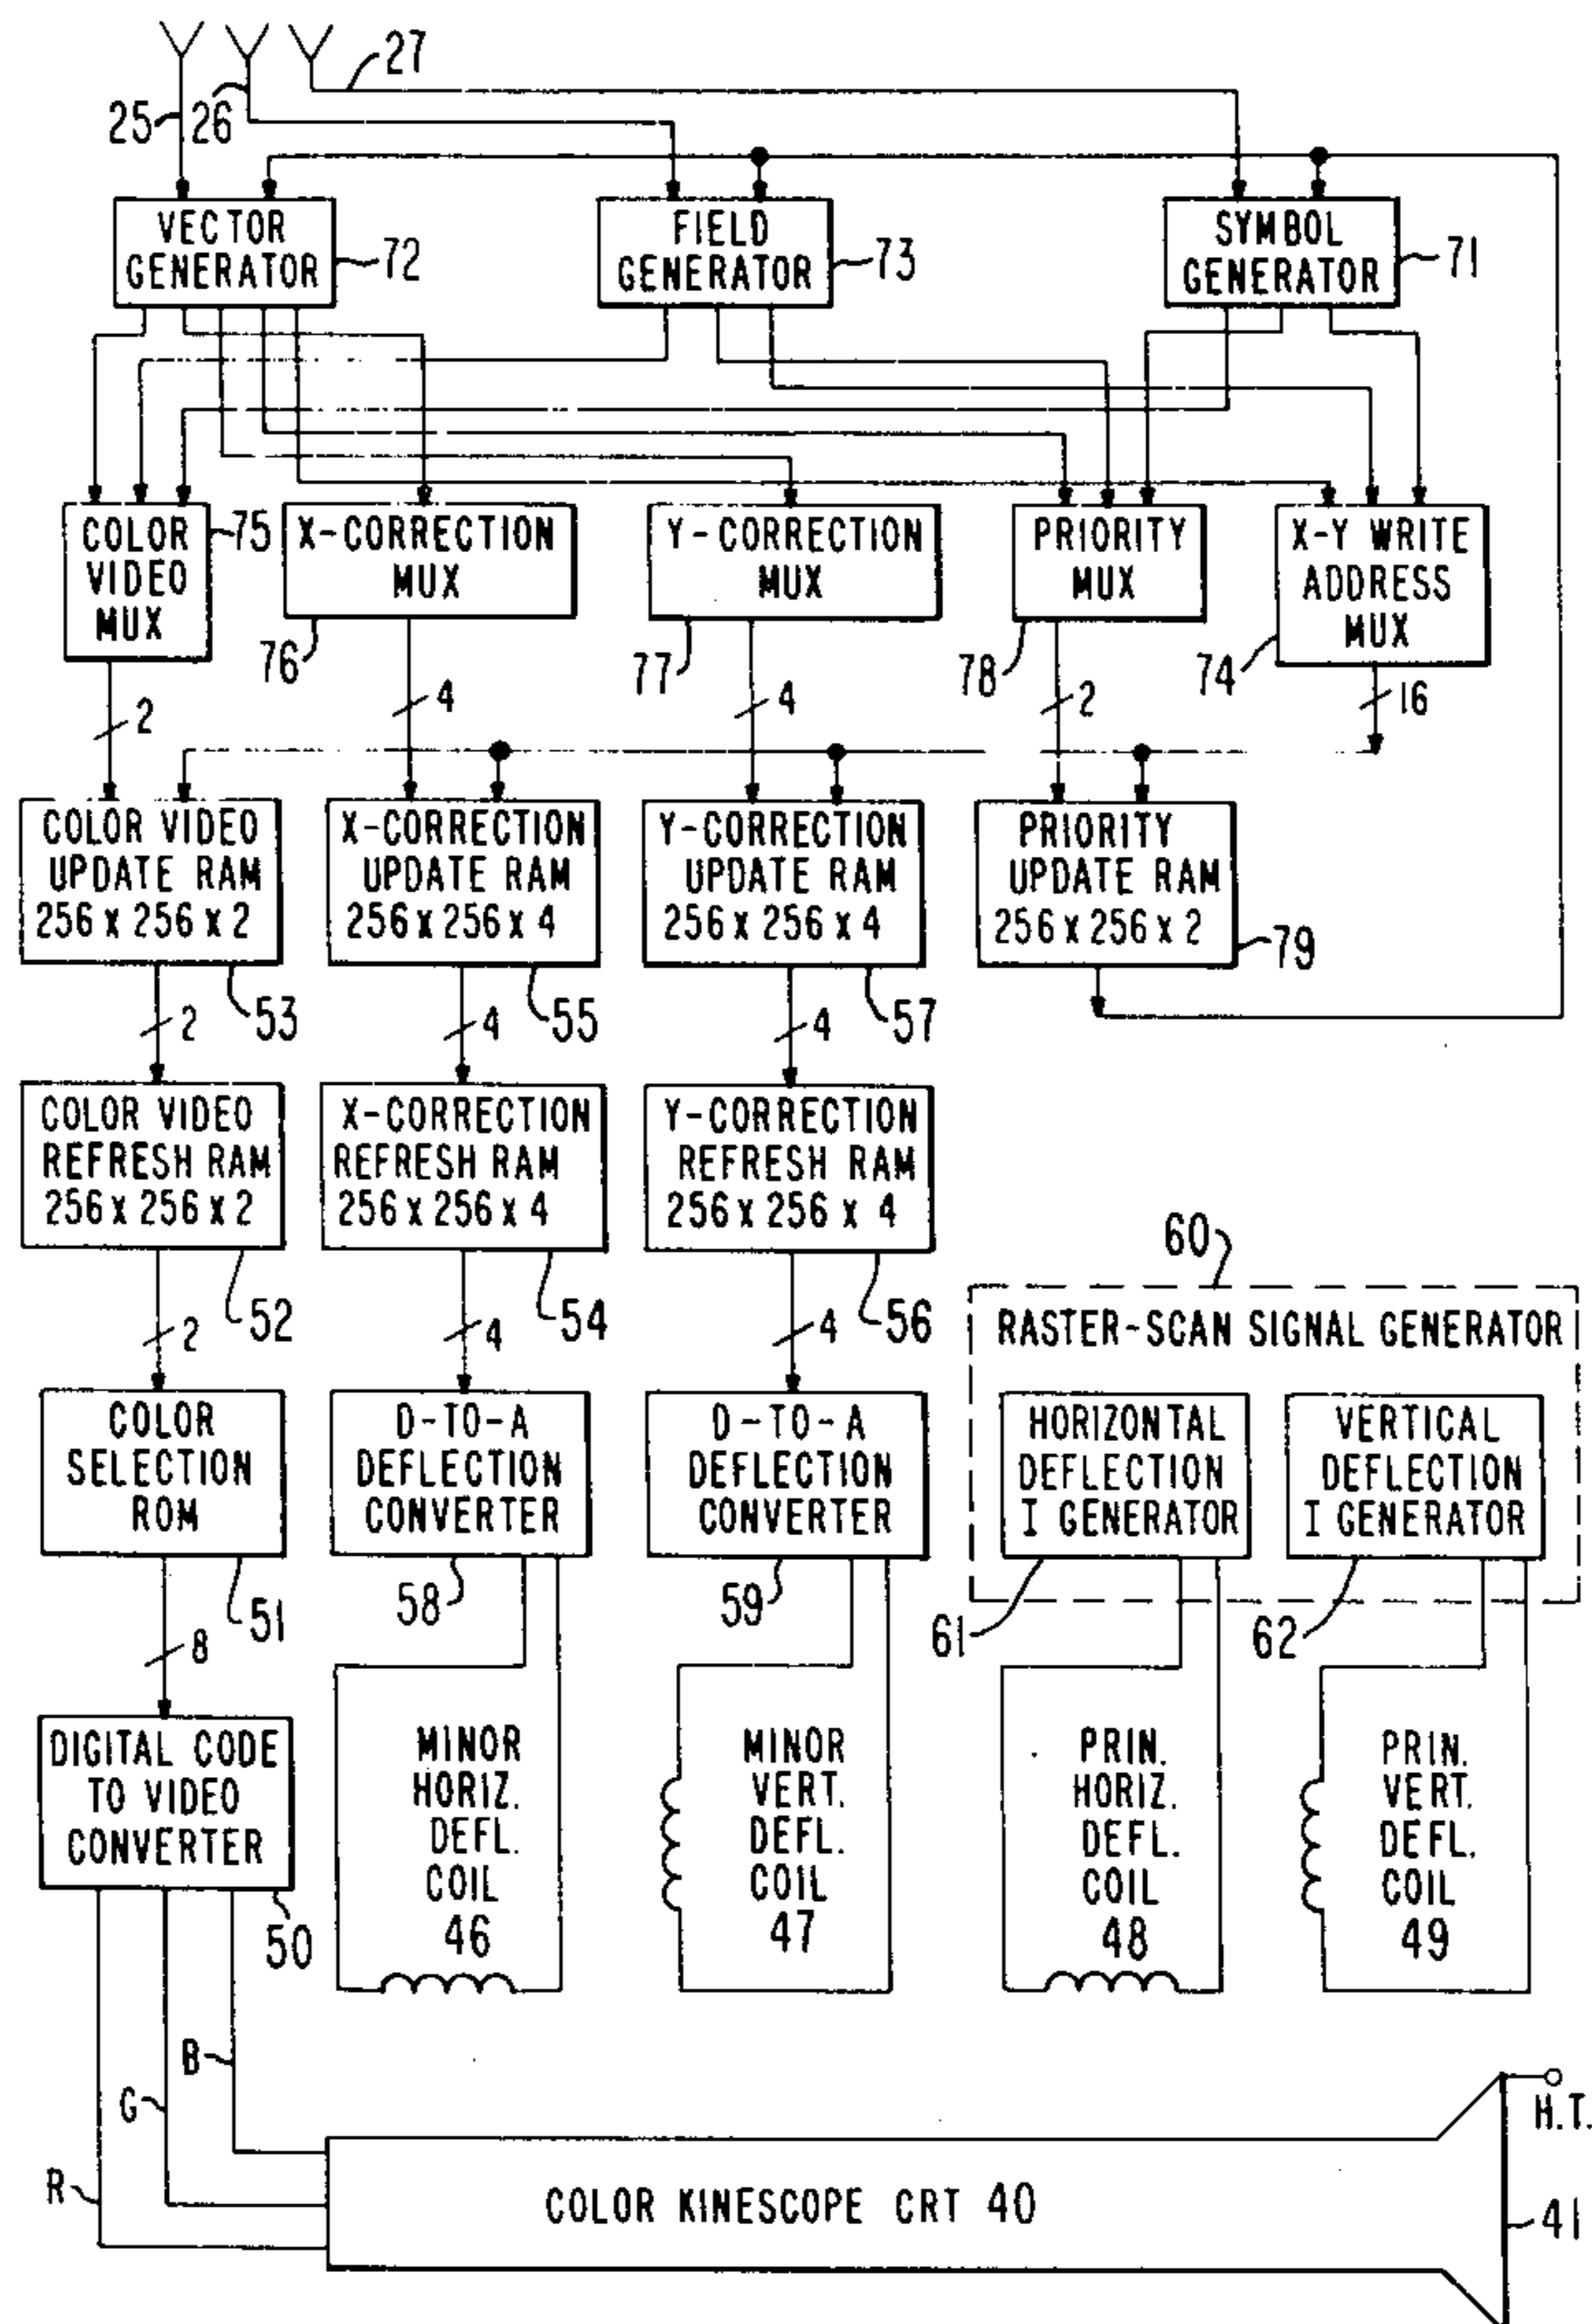 27
25 26
VECTOR GENERATOR 72
FIELD GENERATOR 73
SYMBOL GENERATOR 71
COLOR VIDEO MUX 75
X-CORRECTION MUX 76
Y-CORRECTION MUX 77
PRIORITY MUX 78
X-Y WRITE ADDRESS MUX 74
2 4 4 2 16
COLOR VIDEO UPDATE RAM 256 x 256 x 2 53
X-CORRECTION UPDATE RAM 256 x 256 x 4 55
Y-CORRECTION UPDATE RAM 256 x 256 x 4 57
PRIORITY UPDATE RAM 256 x 256 x 2 79
2 4 4
COLOR VIDEO REFRESH RAM 256 x 256 x 2 52
X-CORRECTION REFRESH RAM 256 x 256 x 4 54
Y-CORRECTION REFRESH RAM 256 x 256 x 4 56
2 4 4
60
RASTER-SCAN SIGNAL GENERATOR
COLOR SELECTION ROM 51
D-TO-A DEFLECTION CONVERTER 58
D-TO-A DEFLECTION CONVERTER 59
HORIZONTAL DEFLECTION I GENERATOR 61
VERTICAL DEFLECTION I GENERATOR 62
8
DIGITAL CODE TO VIDEO CONVERTER 50
MINOR HORIZ. DEFL. COIL 46
MINOR VERT. DEFL. COIL 47
PRIN. HORIZ. DEFL. COIL 48
PRIN. VERT. DEFL. COIL 49
B
G
R
H.T.
COLOR KINESCOPE CRT 40
41